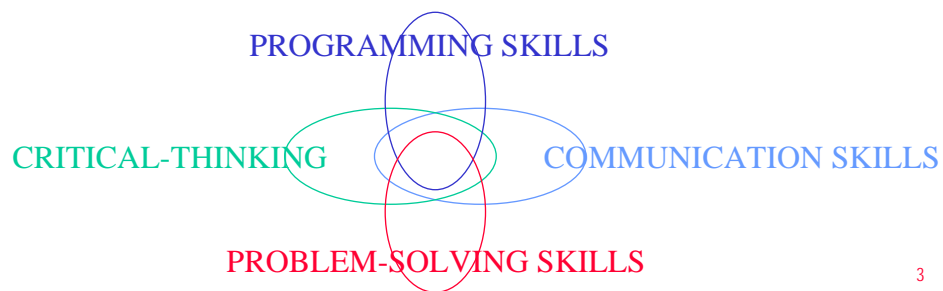 PROGRAMMING SKILLS
CRITICAL-THINKING
COMMUNICATION SKILLS
PROBLEM-SOLVING SKILLS
3